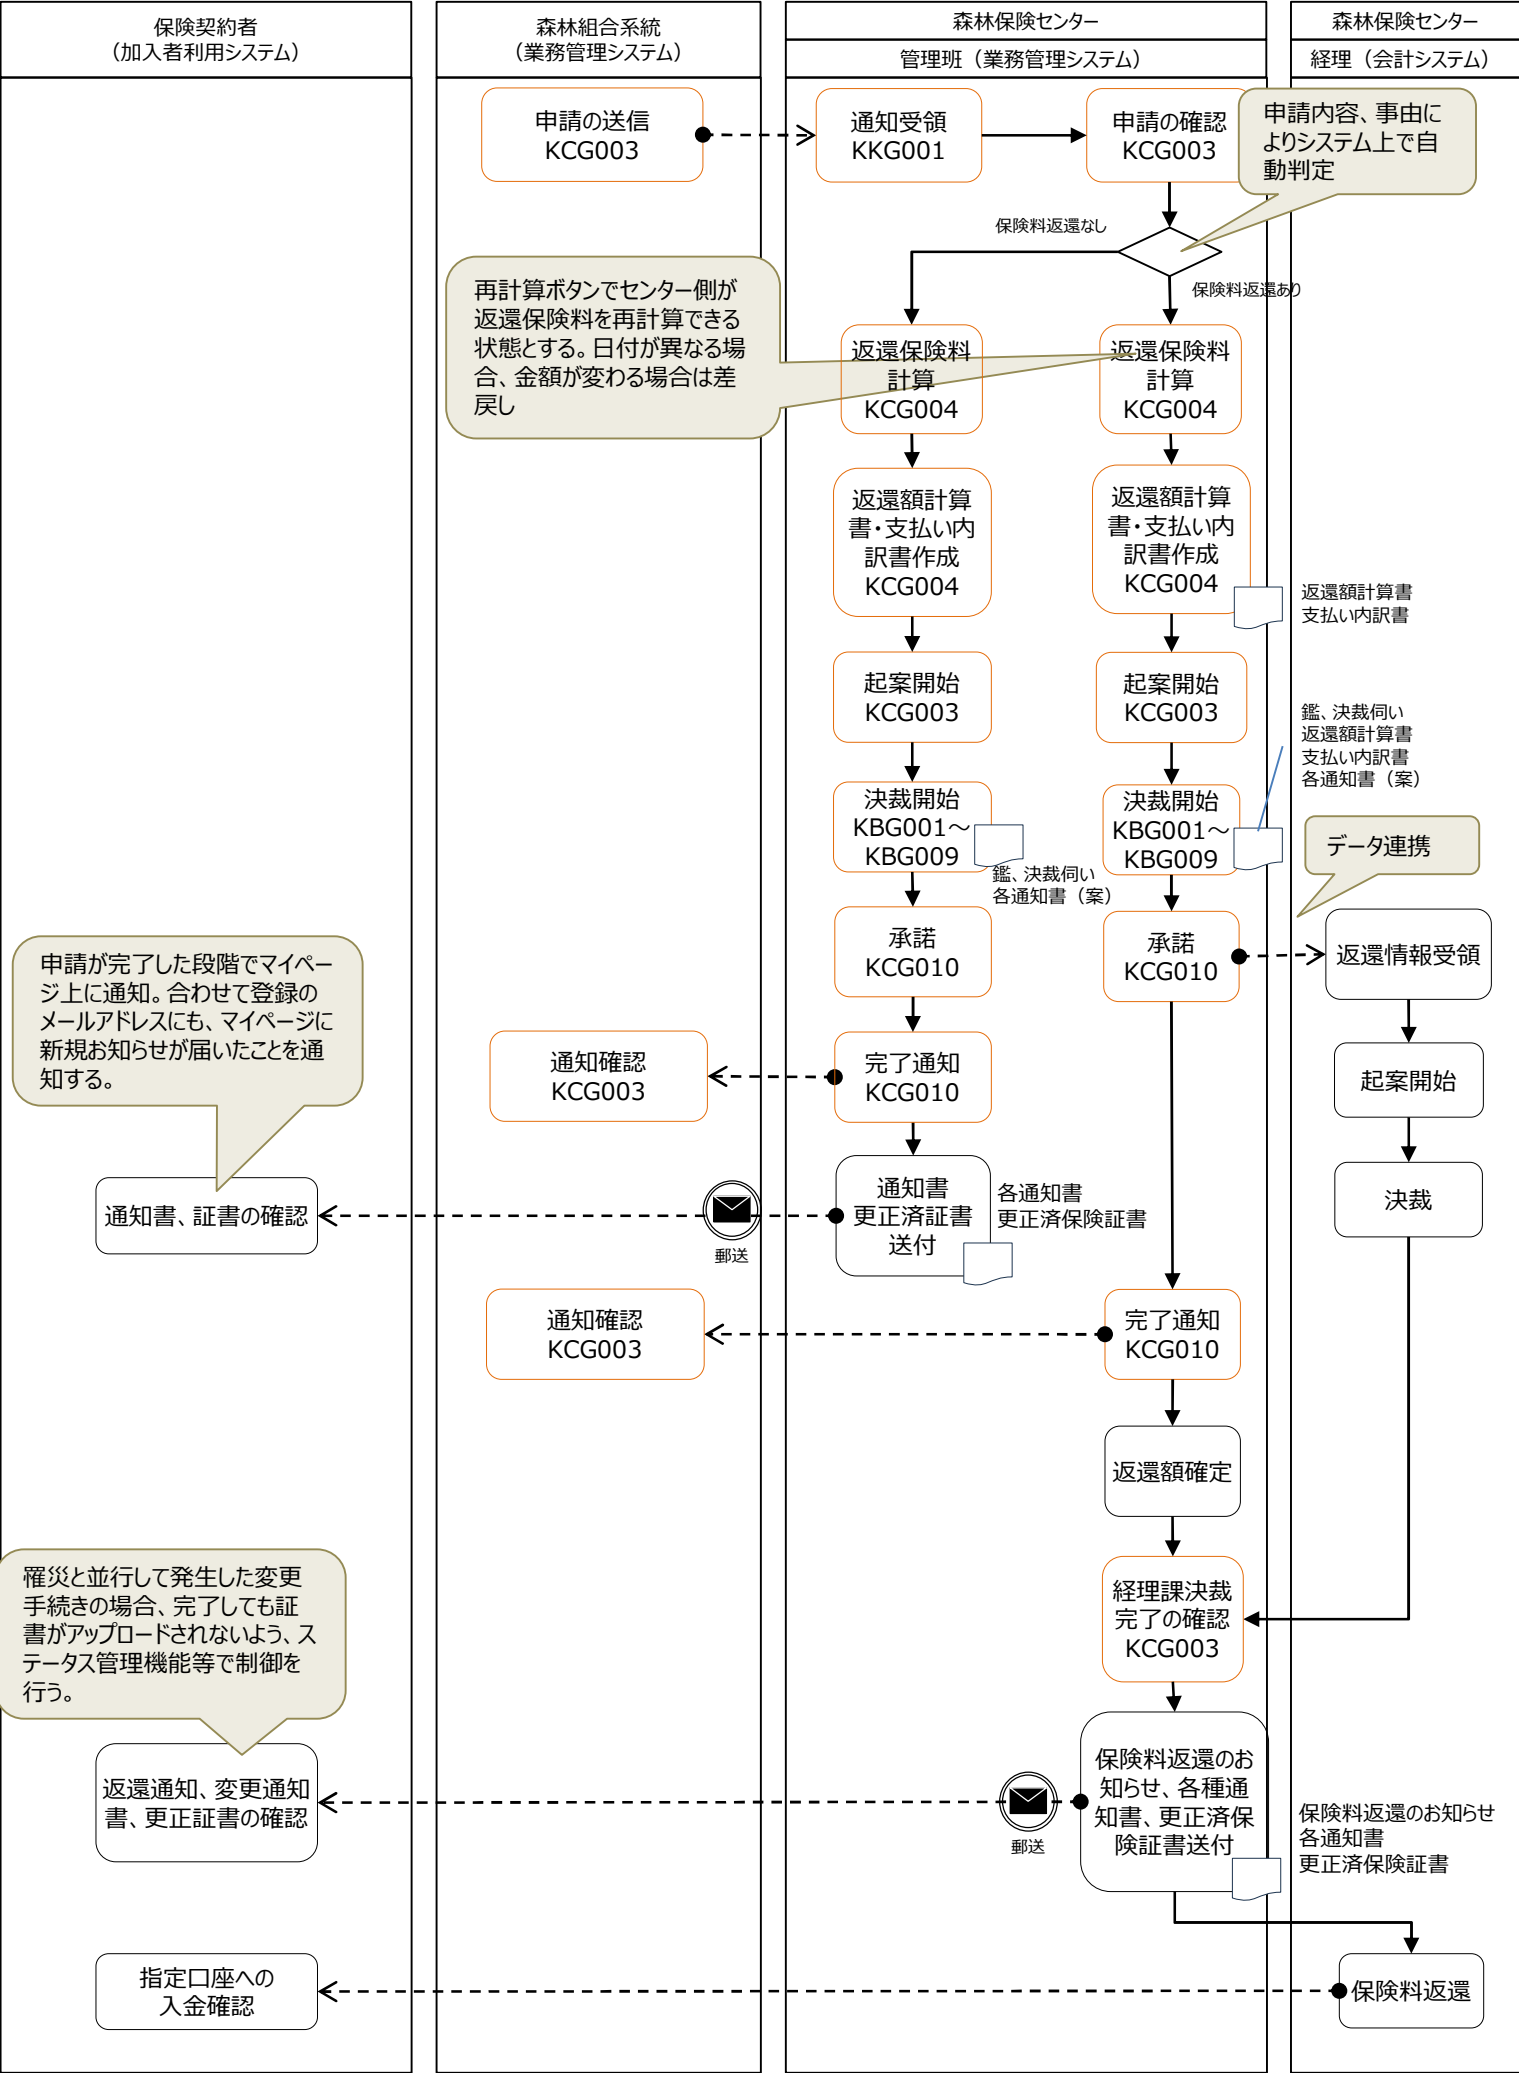 保険契約者
（加入者利用システム）
森林組合系統
（業務管理システム）
森林保険センター
管理班（業務管理システム）
森林保険センター
経理（会計システム）
申請の送信
KCG003
通知受領
KKG001
申請の確認
KCG003
申請内容、事由に
よりシステム上で自
動判定
保険料返還なし
保険料返還あり
再計算ボタンでセンター側が
返還保険料を再計算できる
状態とする。日付が異なる場
合、金額が変わる場合は差
戻し
返還保険料
計算
KCG004
返還保険料
計算
KCG004
返還額計算
書・支払い内
訳書作成
KCG004
返還額計算
書・支払い内
訳書作成
KCG004
返還額計算書
支払い内訳書
起案開始
KCG003
起案開始
KCG003
鑑、決裁伺い
返還額計算書
支払い内訳書
各通知書（案）
決裁開始
KBG001～
KBG009
鑑、決裁伺い
各通知書（案）
決裁開始
KBG001～
KBG009
データ連携
承諾
KCG010
承諾
KCG010
返還情報受領
申請が完了した段階でマイペー
ジ上に通知。合わせて登録の
メールアドレスにも、マイページに
新規お知らせが届いたことを通
知する。
通知確認
KCG003
完了通知
KCG010
起案開始
通知書、証書の確認
郵送
通知書
更正済証書
送付
各通知書
更正済保険証書
決裁
通知確認
KCG003
完了通知
KCG010
返還額確定
罹災と並行して発生した変更
手続きの場合、完了しても証
書がアップロードされないよう、ス
テータス管理機能等で制御を
行う。
経理課決裁
完了の確認
KCG003
返還通知、変更通知
書、更正証書の確認
郵送
保険料返還のお
知らせ、各種通
知書、更正済保
険証書送付
保険料返還のお知らせ
各通知書
更正済保険証書
指定口座への
入金確認
保険料返還